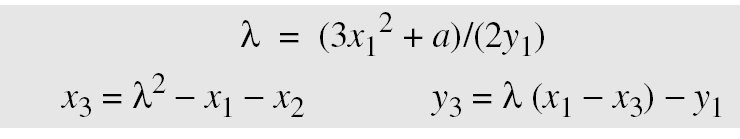 λ = (3x₁² + a)/(2y₁)
x₃ = λ² − x₁ − x₂ y₃ = λ (x₁ − x₃) − y₁